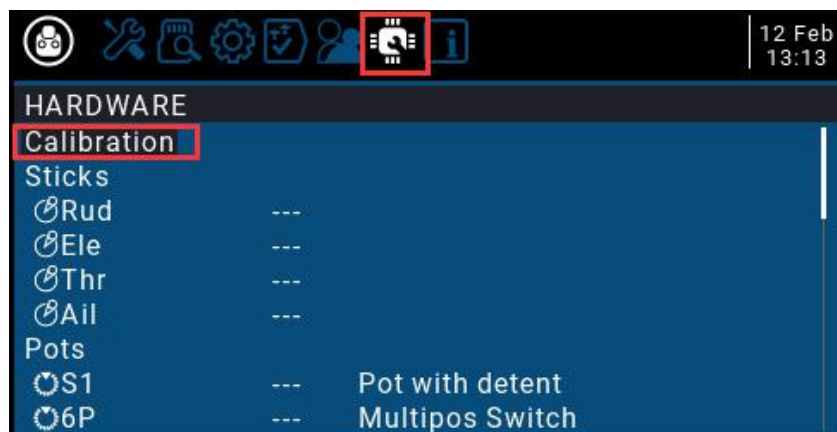 12 Feb
13:13
HARDWARE
Calibration
Sticks
Rud ---
Ele ---
Thr ---
Ail ---
Pots
S1 --- Pot with detent
6P --- Multipos Switch